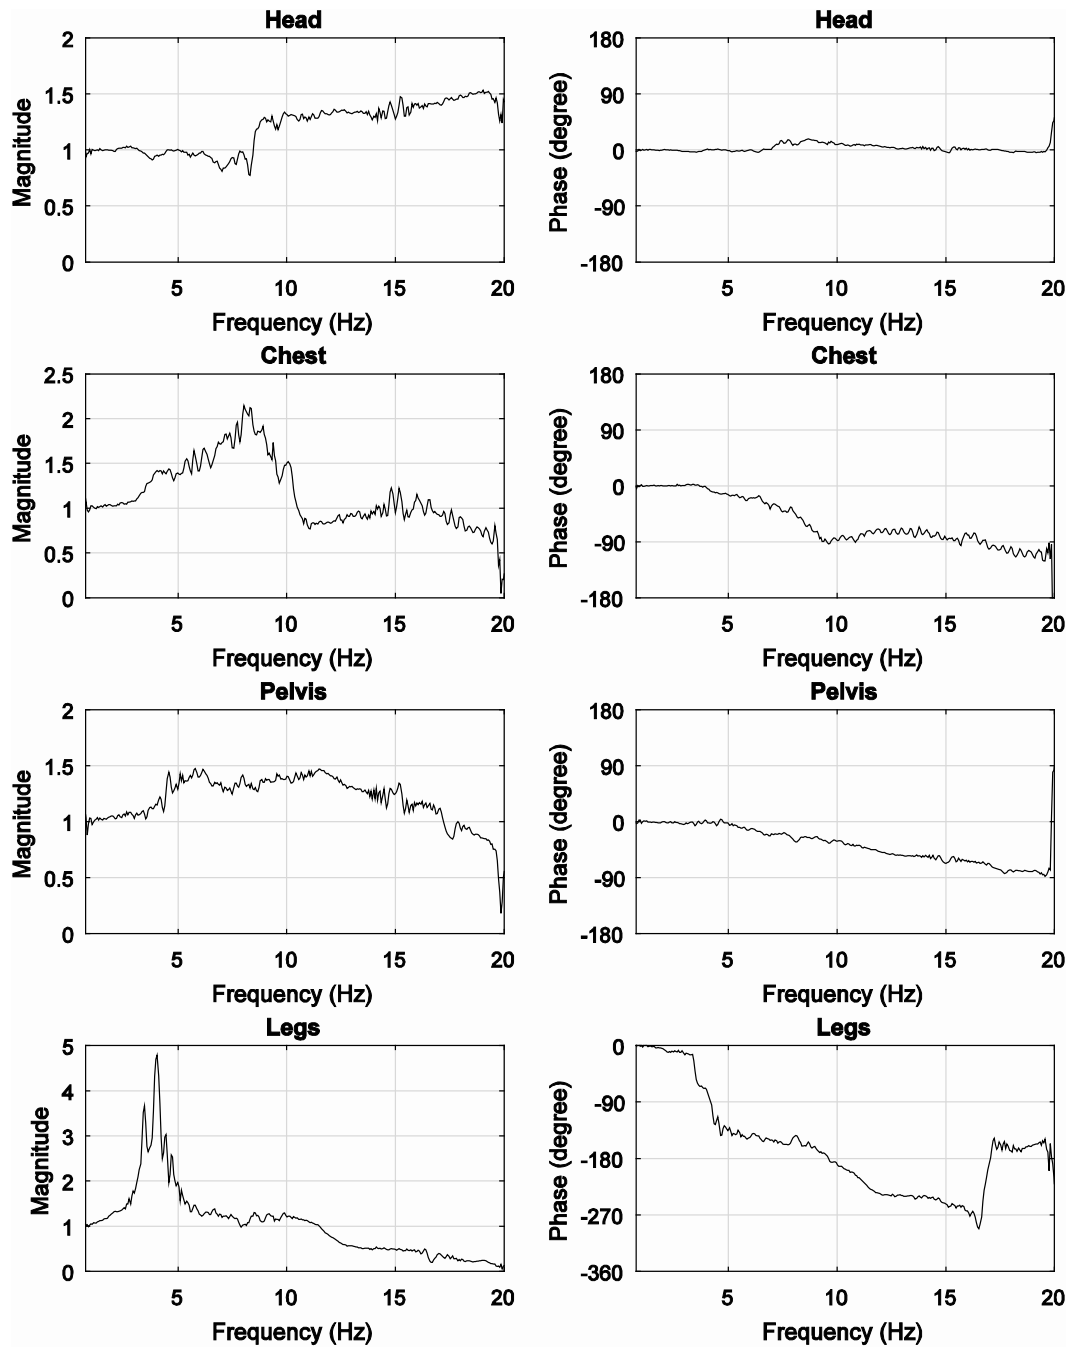 Head
Magnitude
2
1.5
1
0.5
0
5 10 15 20
Frequency (Hz)
Head
Phase (degree)
180
90
0
-90
-180
5 10 15 20
Frequency (Hz)
Chest
Magnitude
2.5
2
1.5
1
0.5
0
5 10 15 20
Frequency (Hz)
Chest
Phase (degree)
180
90
0
-90
-180
5 10 15 20
Frequency (Hz)
Pelvis
Magnitude
2
1.5
1
0.5
0
5 10 15 20
Frequency (Hz)
Pelvis
Phase (degree)
180
90
0
-90
-180
5 10 15 20
Frequency (Hz)
Legs
Magnitude
5
4
3
2
1
0
5 10 15 20
Frequency (Hz)
Legs
Phase (degree)
0
-90
-180
-270
-360
5 10 15 20
Frequency (Hz)